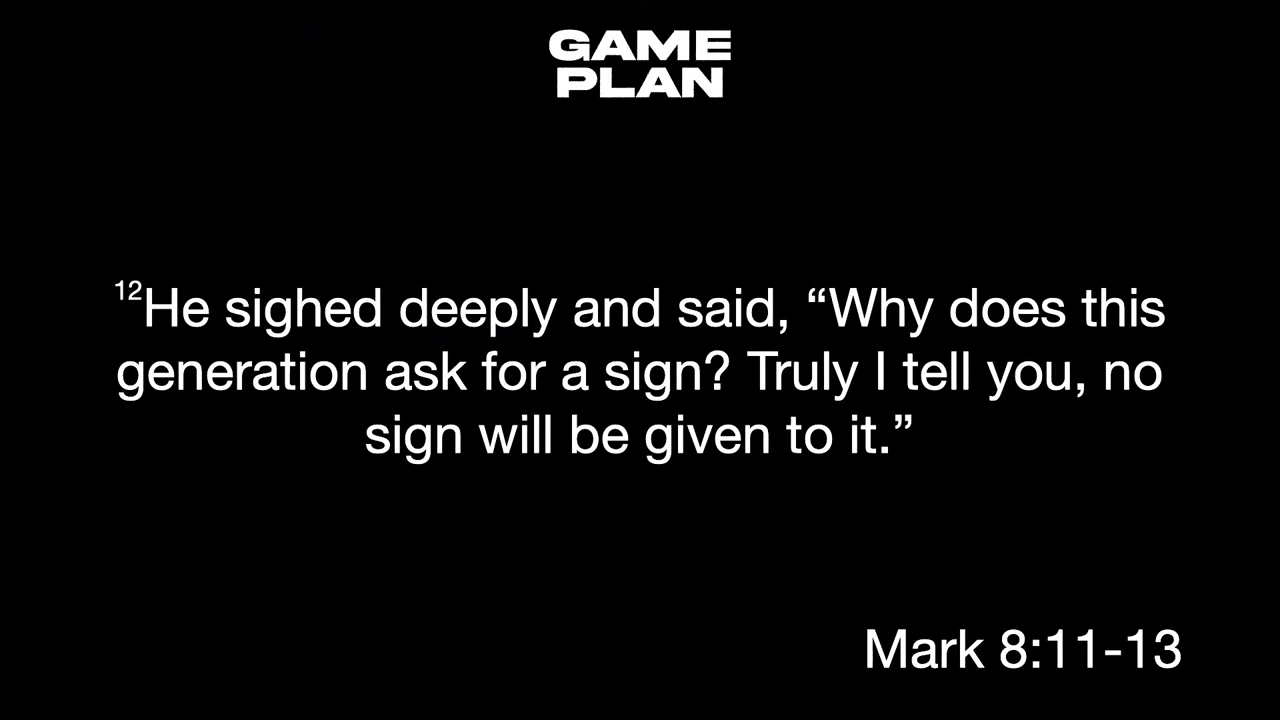 GAME
PLAN
¹²He sighed deeply and said, “Why does this
generation ask for a sign? Truly I tell you, no
sign will be given to it.”
Mark 8:11-13